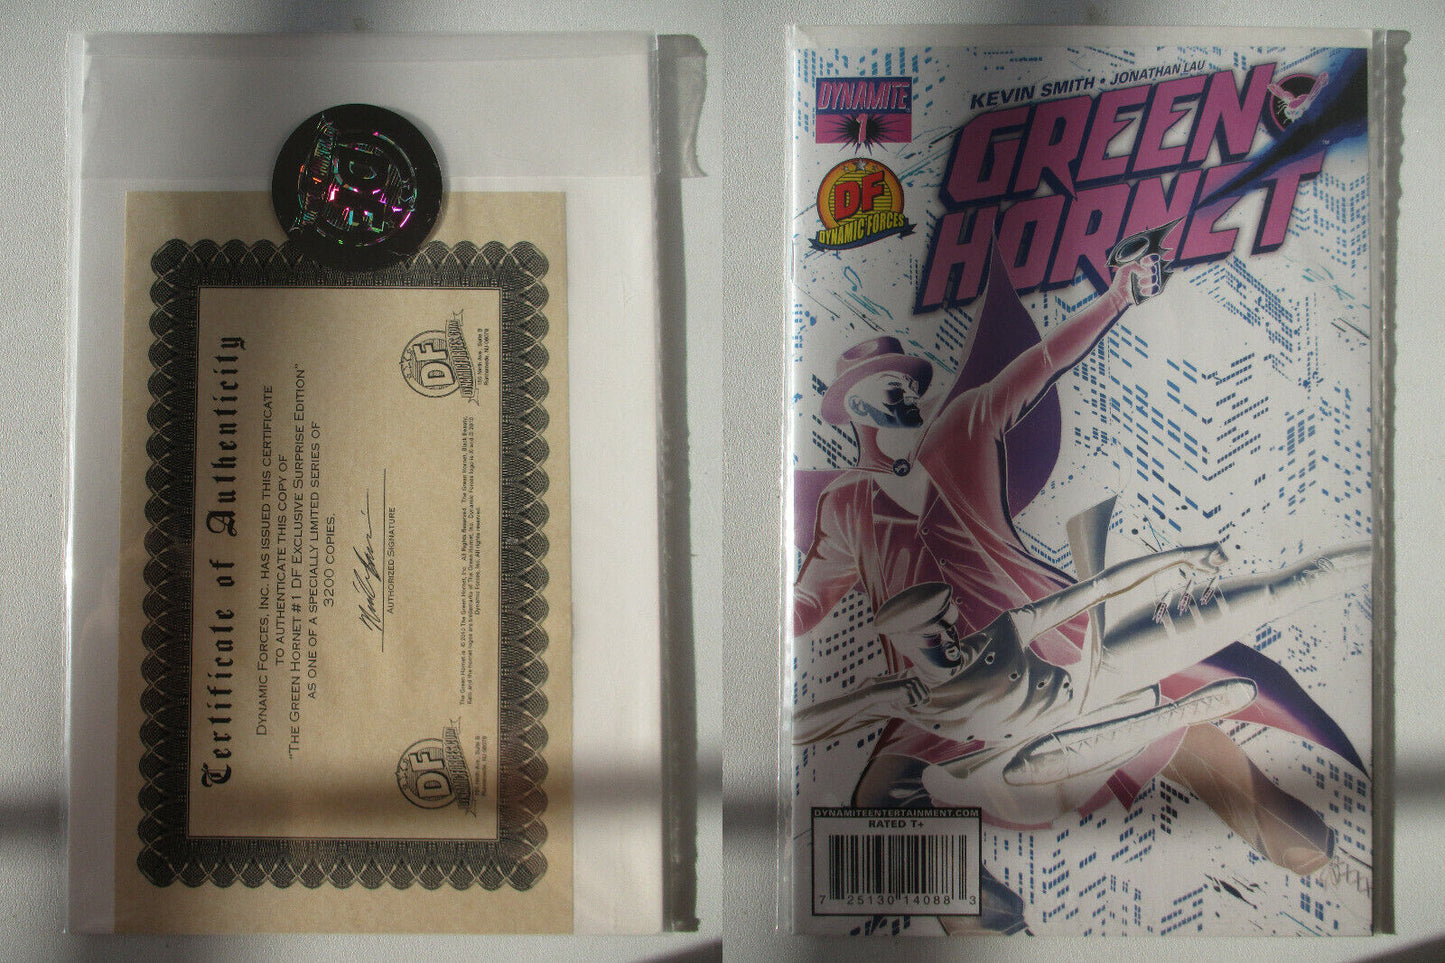 Certificate of Authenticity
DYNAMIC FORCES, INC. HAS ISSUED THIS CERTIFICATE
TO AUTHENTICATE THIS COPY OF
"THE GREEN HORNET #1 DF EXCLUSIVE SURPRISE EDITION"
AS ONE OF A SPECIALLY LIMITED SERIES OF
3200 COPIES.
AUTHORIZED SIGNATURE
DF
DF
DYNAMITE
1
DF
DYNAMIC FORCES
KEVIN SMITH • JONATHAN LAU
GREEN
HORNET
™
DYNAMITEENTERTAINMENT.COM
RATED T+
7 25130 14088 3